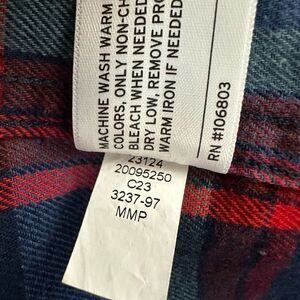 MACHINE WASH WARM
COLORS, ONLY NON-CH
BLEACH WHEN NEEDED
DRY LOW, REMOVE PRO
WARM IRON IF NEEDED
RN #106803
23124
20095250
C23
3237-97
MMP